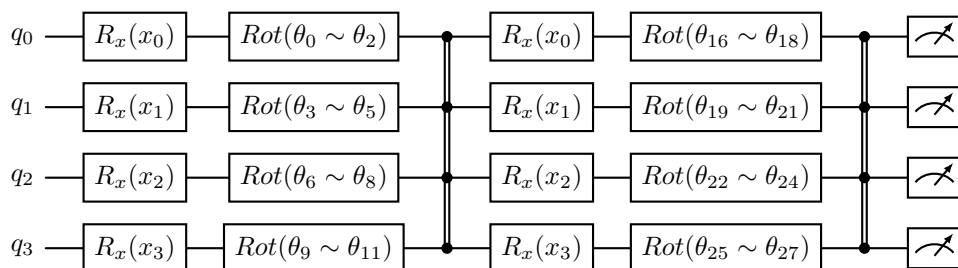 q₀ Rₓ(x₀) Rot(θ₀ ∼ θ₂) Rₓ(x₀) Rot(θ₁₆ ∼ θ₁₈)
q₁ Rₓ(x₁) Rot(θ₃ ∼ θ₅) Rₓ(x₁) Rot(θ₁₉ ∼ θ₂₁)
q₂ Rₓ(x₂) Rot(θ₆ ∼ θ₈) Rₓ(x₂) Rot(θ₂₂ ∼ θ₂₄)
q₃ Rₓ(x₃) Rot(θ₉ ∼ θ₁₁) Rₓ(x₃) Rot(θ₂₅ ∼ θ₂₇)